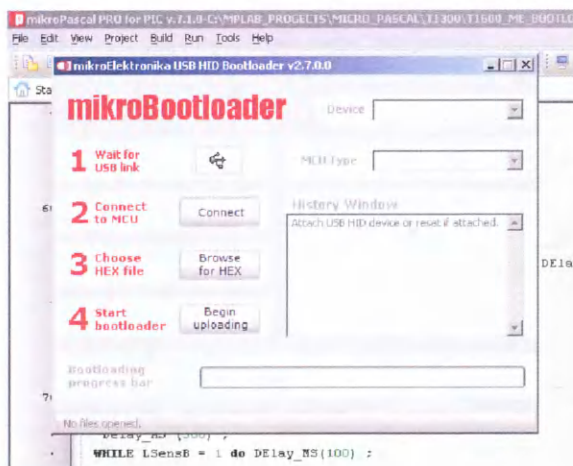 mikroPascal PRO for PIC v.7.1.0-C:\MPLAB_PROGECTS\MICRO_PASCAL\T1300\T1600_ME_BOOTLO
File Edit View Project Build Run Tools Help
mikroElektronika USB HID Bootloader v2.7.0.0
Sta
mikroBootloader
Device
1 Wait for
USB link
MCU Type
2 Connect
to MCU
Connect
History Window
Attach USB HID device or reset if attached.
3 Choose
HEX file
Browse
for HEX
DEla
4 Start
bootloader
Begin
uploading
Bootloading
progress bar
No files opened.
WHILE LSensB = 1 do DElay_MS(100) ;